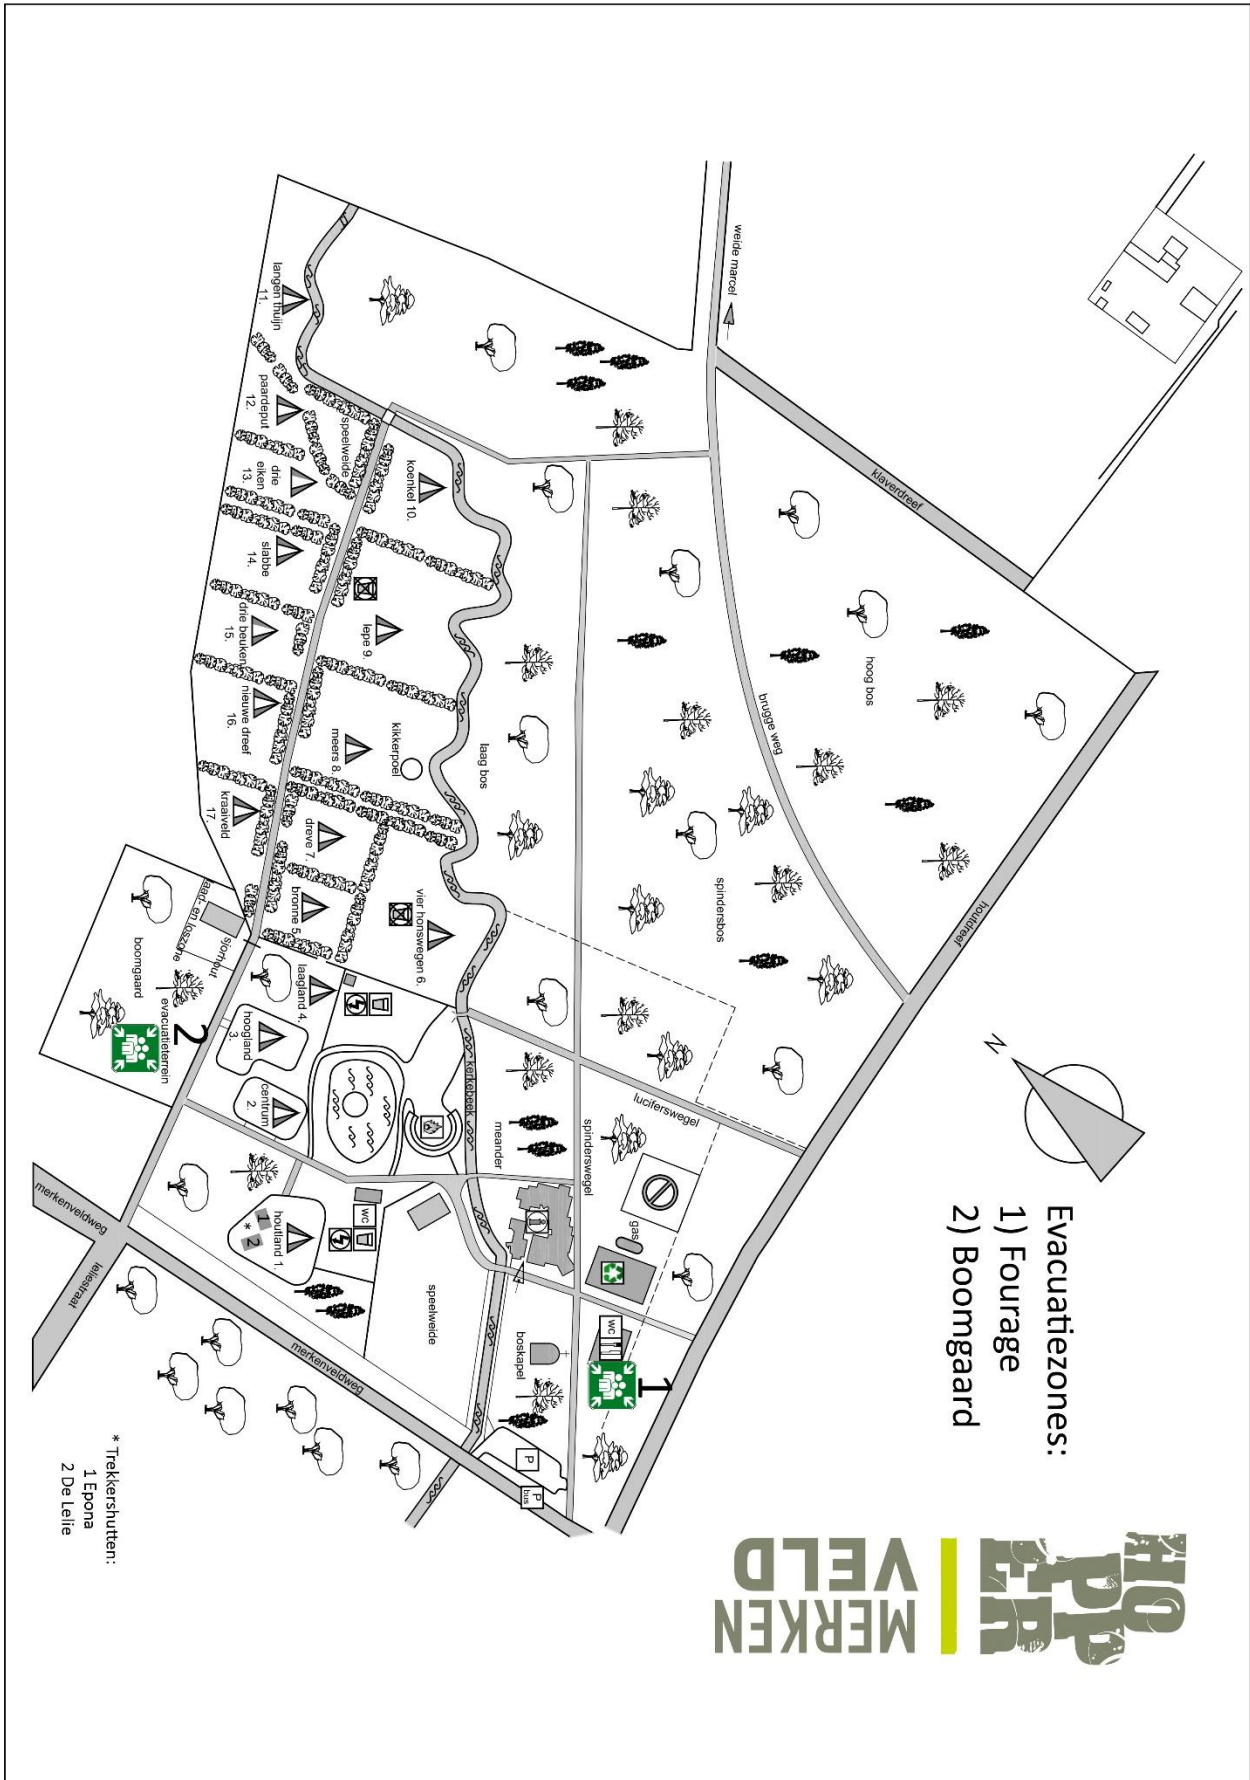 HOPPER
MERKEN
VELD
Evacuatiezones:
1) Fourage
2) Boomgaard
N
weide marcel
klaverdreef
houtdreef
brugge weg
hoog bos
spindersbos
laag bos
luciferswegel
spinderswegel
kerkebeek
meander
gas
WC
1
boskapel
P
P
bus
speelweide
merkenveldweg
merkenveldweg
leliestraat
langen thuijn
11.
paardeput
12.
speelweide
drie
eiken
13.
slabbe
14.
drie beuken
15.
nieuwe dreef
16.
kraaiveld
17.
koenkel 10.
Iepe 9.
kikkerpoel
meers 8.
dreve 7.
vier honswegen 6.
bronne 5.
laagland 4.
hoogland
3.
centrum
2.
houtland 1.
1
* 2
WC
sjorhout
laad- en loszone
boomgaard
evacuatieterrein
2
* Trekkershutten:
1 Epona
2 De Lelie